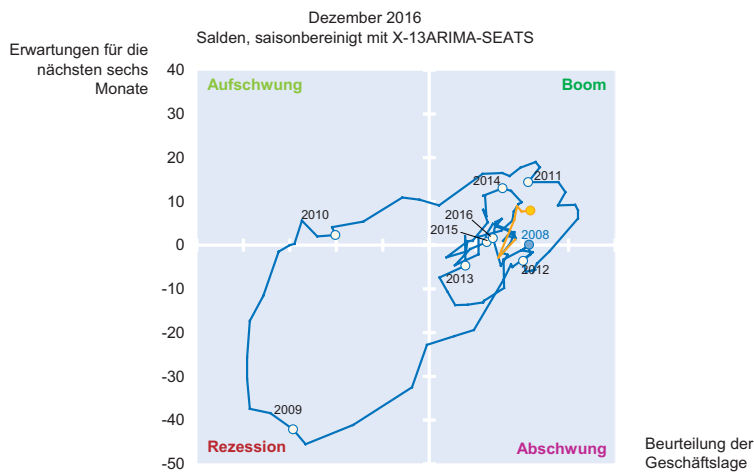 Dezember 2016
Salden, saisonbereinigt mit X-13ARIMA-SEATS
Erwartungen für die
nächsten sechs
Monate
40
30
20
10
0
-10
-20
-30
-40
-50
Aufschwung
Boom
2014
2011
2010
2016
2015
2008
2013
2012
2009
Rezession
Abschwung
Beurteilung der
Geschäftslage